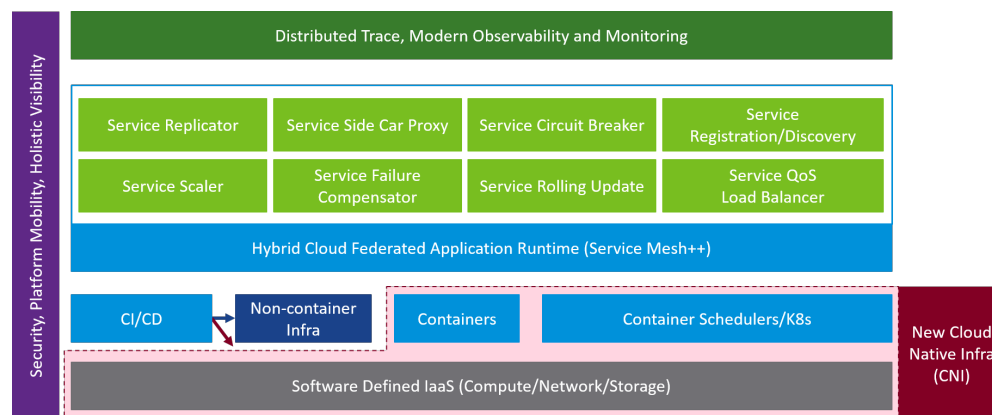 Security, Platform Mobility, Holistic Visibility
Distributed Trace, Modern Observability and Monitoring
Service Replicator
Service Side Car Proxy
Service Circuit Breaker
Service
Registration/Discovery
Service Scaler
Service Failure
Compensator
Service Rolling Update
Service QoS
Load Balancer
Hybrid Cloud Federated Application Runtime (Service Mesh++)
CI/CD
Non-container
Infra
Containers
Container Schedulers/K8s
New Cloud
Native Infra
(CNI)
Software Defined IaaS (Compute/Network/Storage)